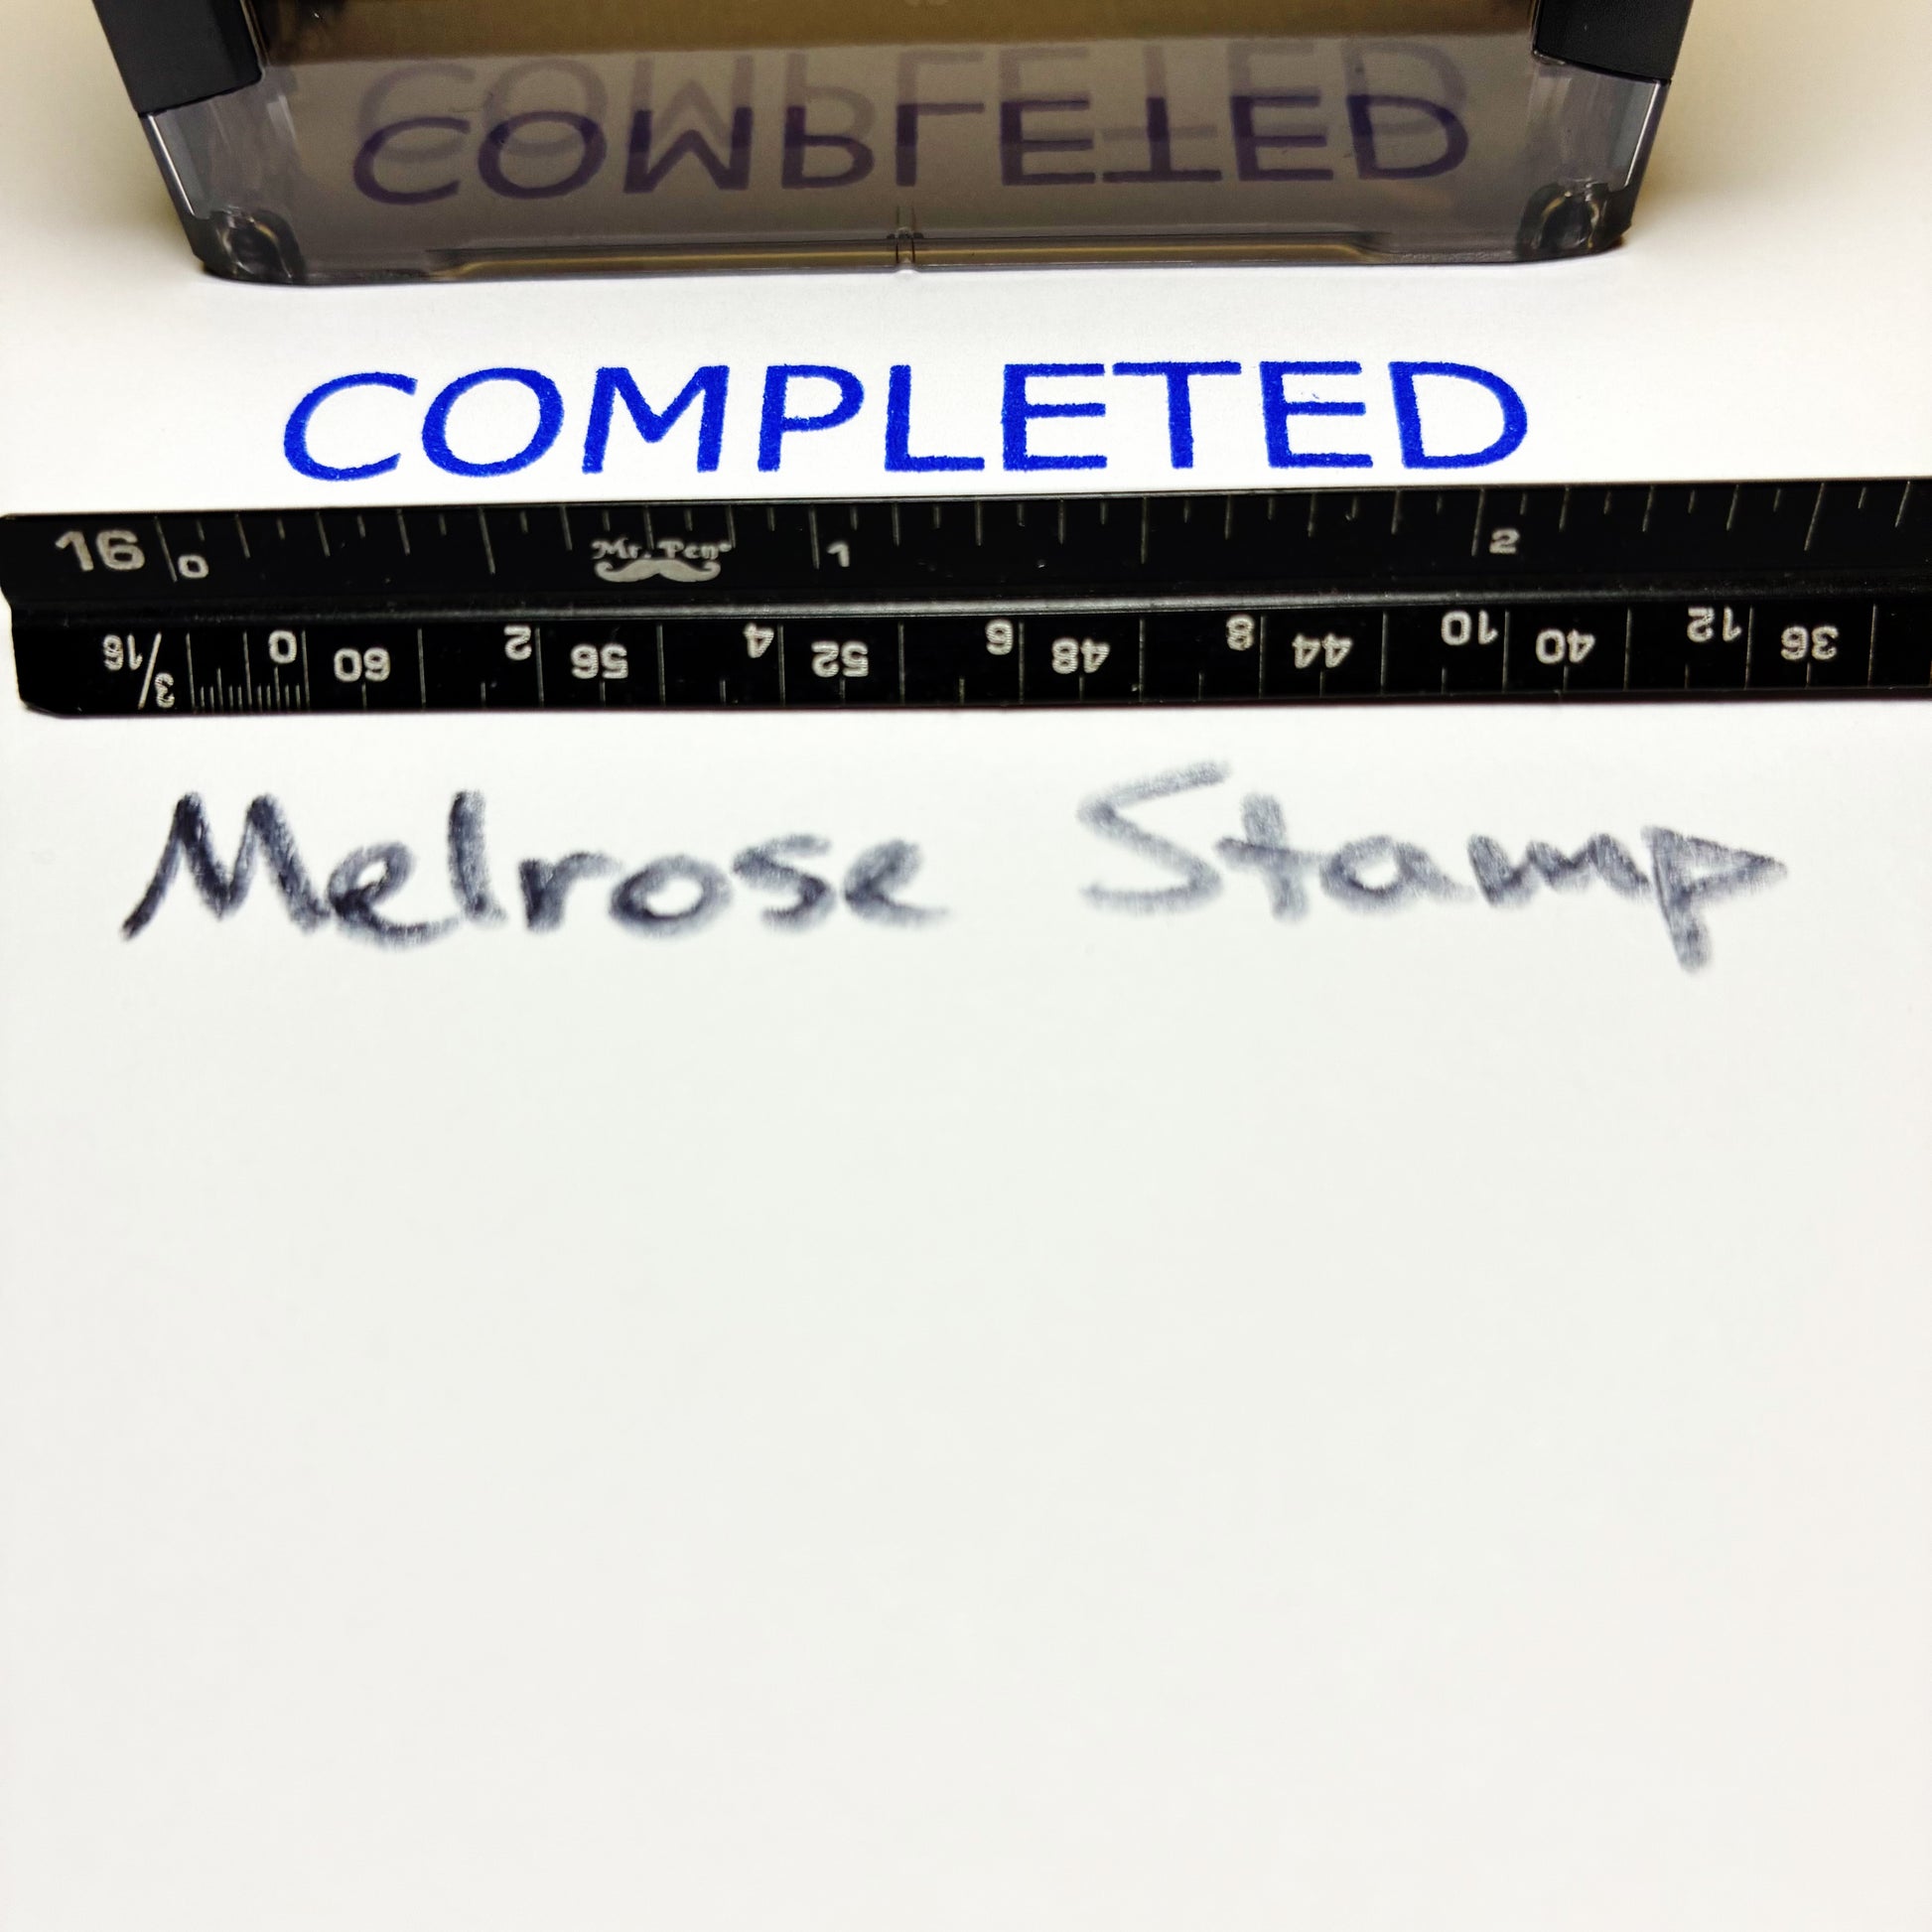 COMPLETED
COMPLETED
16 0 1 2
Mr. Pen
3/16 0 60 2 56 4 52 6 48 8 44 10 40 12 36
Melrose Stamp